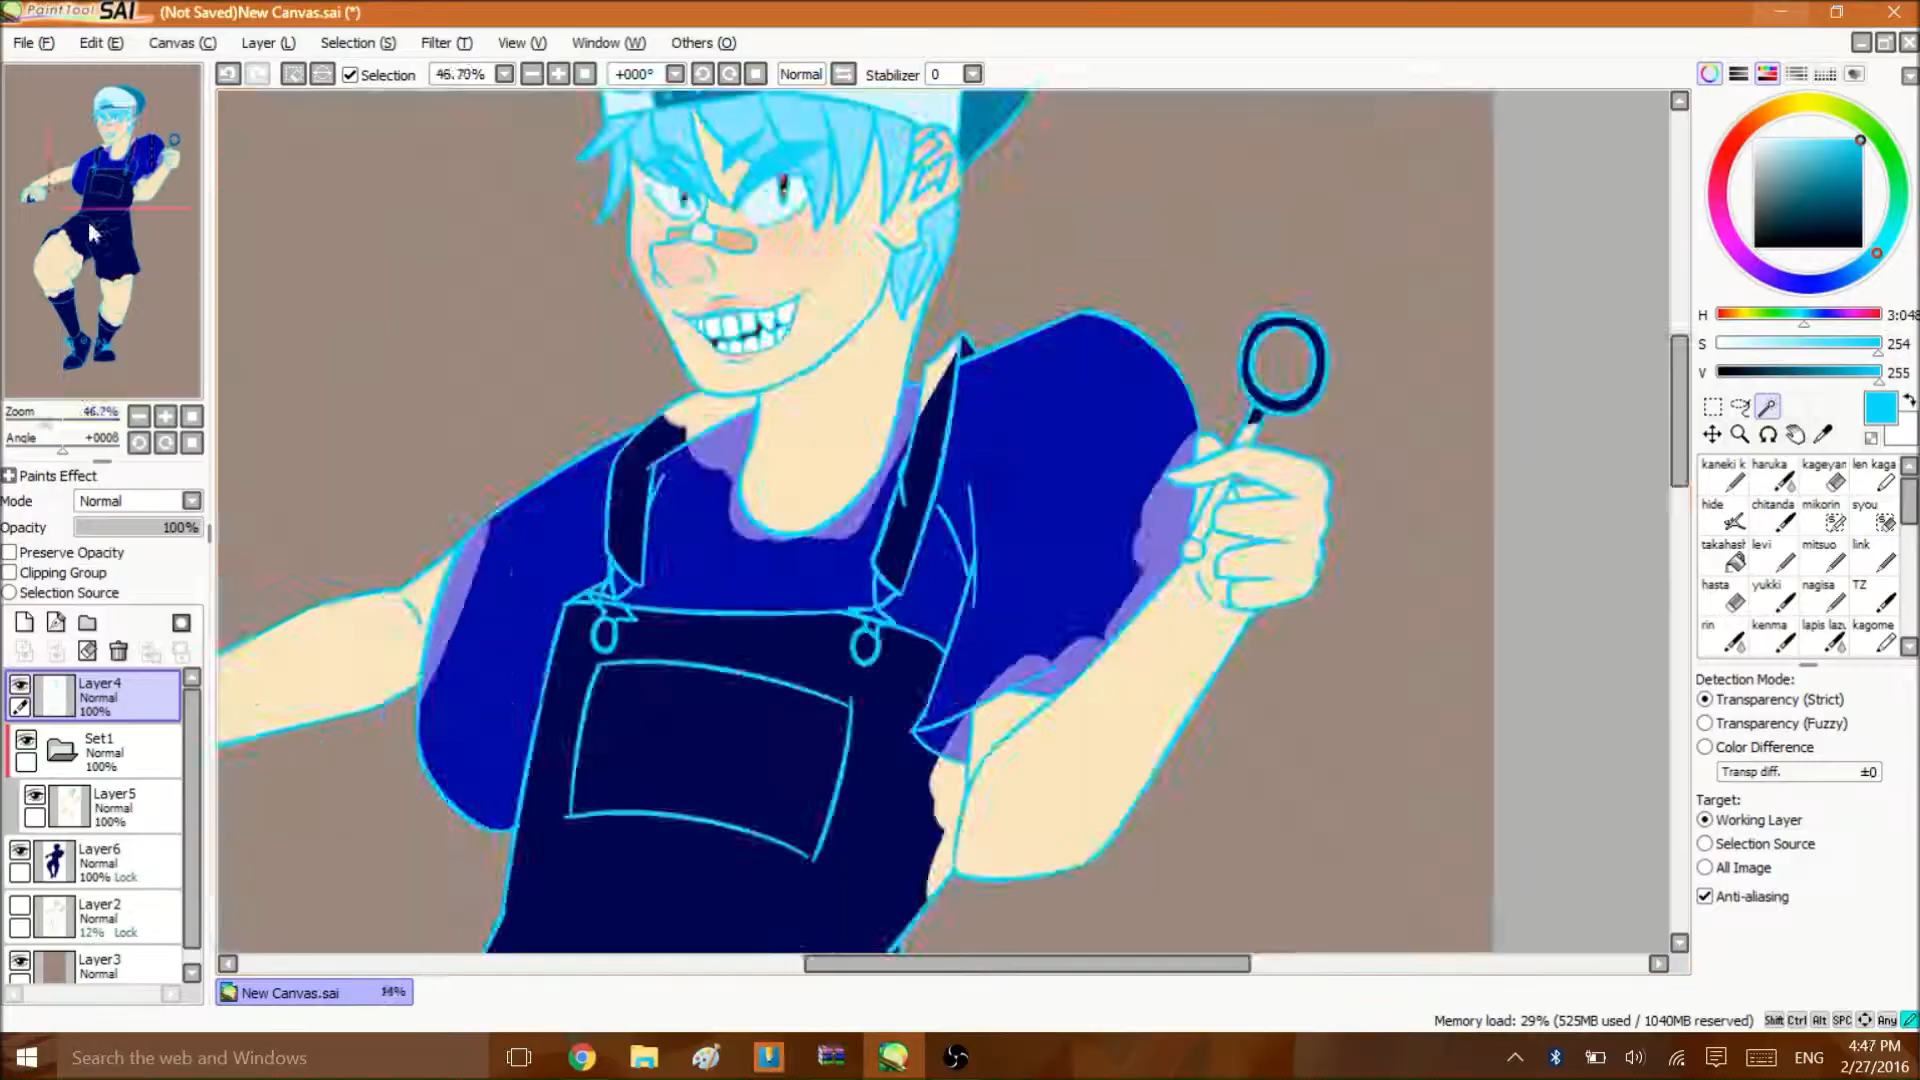 PaintTool SAI (Not Saved)New Canvas.sai (*)
File (F) Edit (E) Canvas (C) Layer (L) Selection (S) Filter (T) View (V) Window (W) Others (O)
Selection 46.79% +000° Normal Stabilizer 0
H
S 254
V 255
Zoom 46.2%
Angle +0008
Paints Effect
Mode Normal
Opacity 100%
Preserve Opacity
Clipping Group
Selection Source
Layer4
Normal
100%
Set1
Normal
100%
Layer5
Normal
100%
Layer6
Normal
100% Lock
Layer2
Normal
12% Lock
Layer3
Normal
kaneki k haruka kageyan len kaga
hide chitanda mikorin syou
takahasl levi mitsuo link
hasta yukki nagisa TZ
rin kenma lapis lazu kagome
Detection Mode:
Transparency (Strict)
Transparency (Fuzzy)
Color Difference
Transp diff. ±0
Target:
Working Layer
Selection Source
All Image
Anti-aliasing
New Canvas.sai
Memory load: 29% (525MB used / 1040MB reserved) Shift Ctrl Alt SPC Any
Search the web and Windows
ENG
4:47 PM
2/27/2016